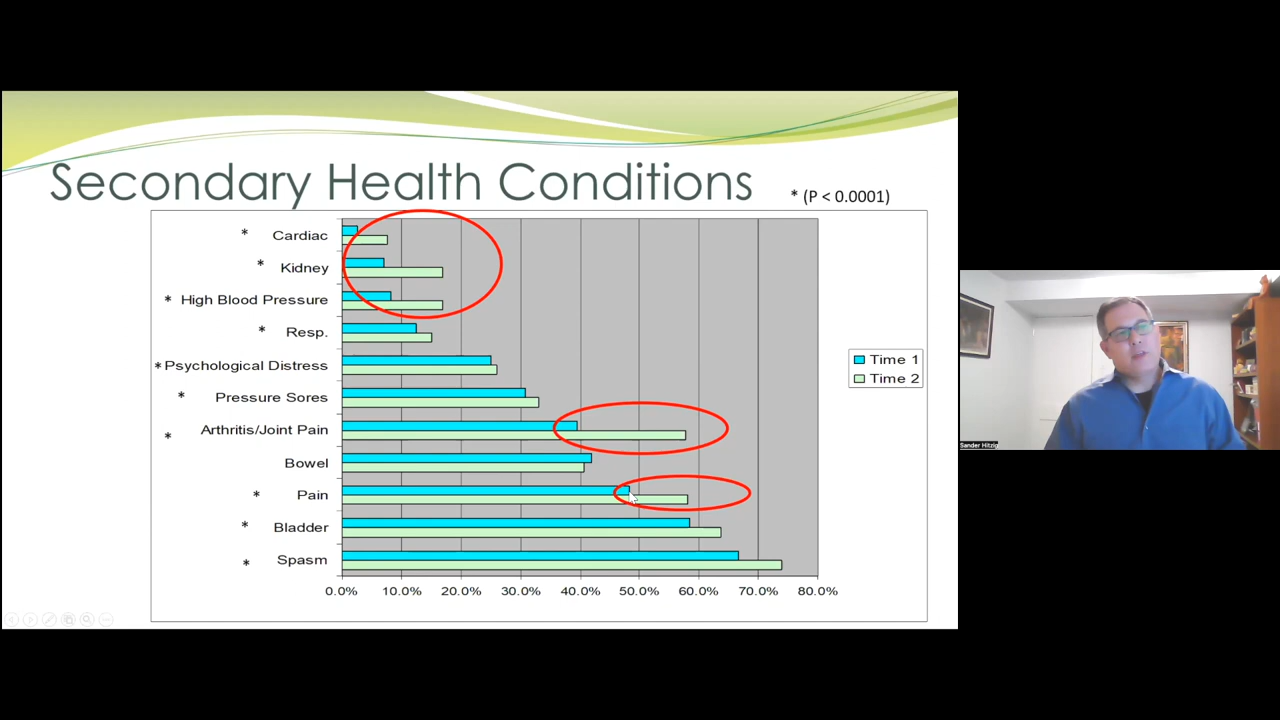 Secondary Health Conditions
* (P < 0.0001)
* Cardiac
* Kidney
* High Blood Pressure
* Resp.
* Psychological Distress
* Pressure Sores
* Arthritis/Joint Pain
Bowel
* Pain
* Bladder
* Spasm
0.0% 10.0% 20.0% 30.0% 40.0% 50.0% 60.0% 70.0% 80.0%
Time 1
Time 2
Sander Hitzig